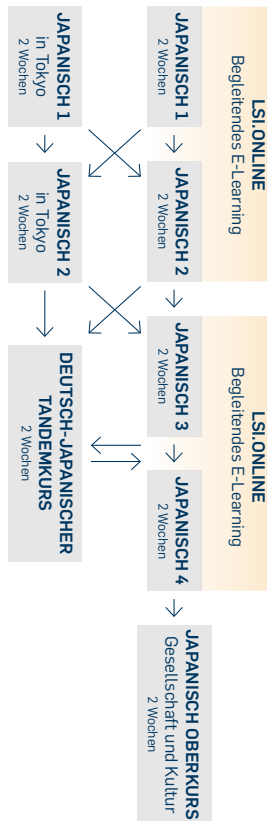 LSI.ONLINE
Begleitendes E-Learning
LSI.ONLINE
Begleitendes E-Learning
JAPANISCH 1
2 Wochen
JAPANISCH 2
2 Wochen
JAPANISCH 3
2 Wochen
JAPANISCH 4
2 Wochen
JAPANISCH OBERKURS
Gesellschaft und Kultur
2 Wochen
JAPANISCH 1
in Tokyo
2 Wochen
JAPANISCH 2
in Tokyo
2 Wochen
DEUTSCH-JAPANISCHER
TANDEMKURS
2 Wochen